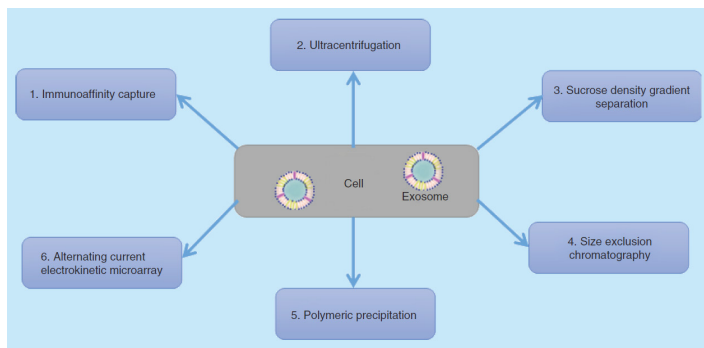 2. Ultracentrifugation
1. Immunoaffinity capture
3. Sucrose density gradient
separation
Cell
Exosome
6. Alternating current
electrokinetic microarray
4. Size exclusion
chromatography
5. Polymeric precipitation